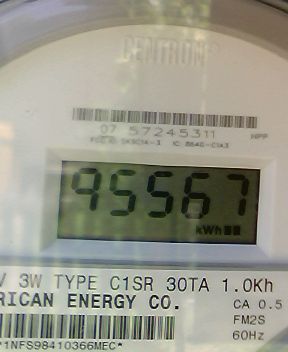 CENTRON
07 57245311 HPP
95567
kWh
V 3W TYPE C1SR 30TA 1.0Kh
RICAN ENERGY CO. CA 0.5
FM2S
60Hz
*1NFS98410366MEC*